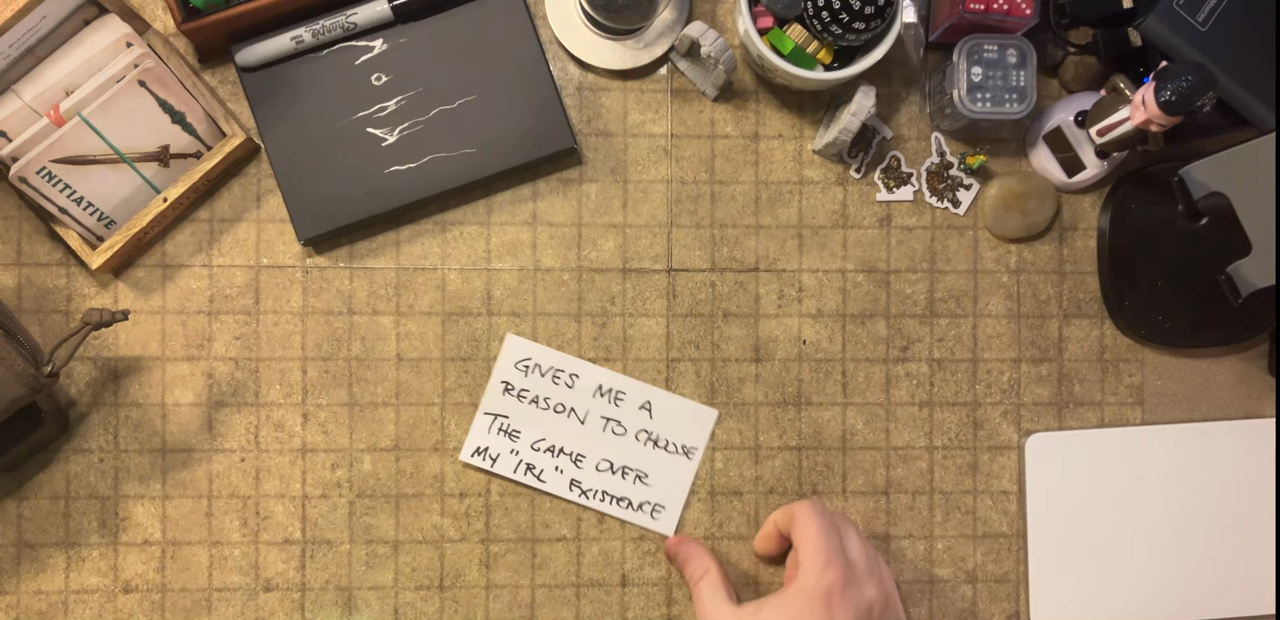 GIVES ME A
REASON TO CHOOSE
THE GAME OVER
MY "IRL" EXISTENCE
INITIATIVE
Sharpie